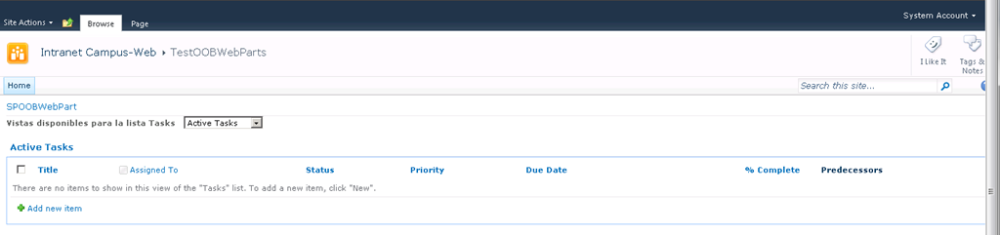 Site Actions Browse Page System Account
Intranet Campus-Web ▸ TestOOBWebParts
I Like It Tags &
Notes
Home Search this site...
SPOOBWebPart
Vistas disponibles para la lista Tasks Active Tasks
Active Tasks
Title Assigned To Status Priority Due Date % Complete Predecessors
There are no items to show in this view of the "Tasks" list. To add a new item, click "New".
Add new item